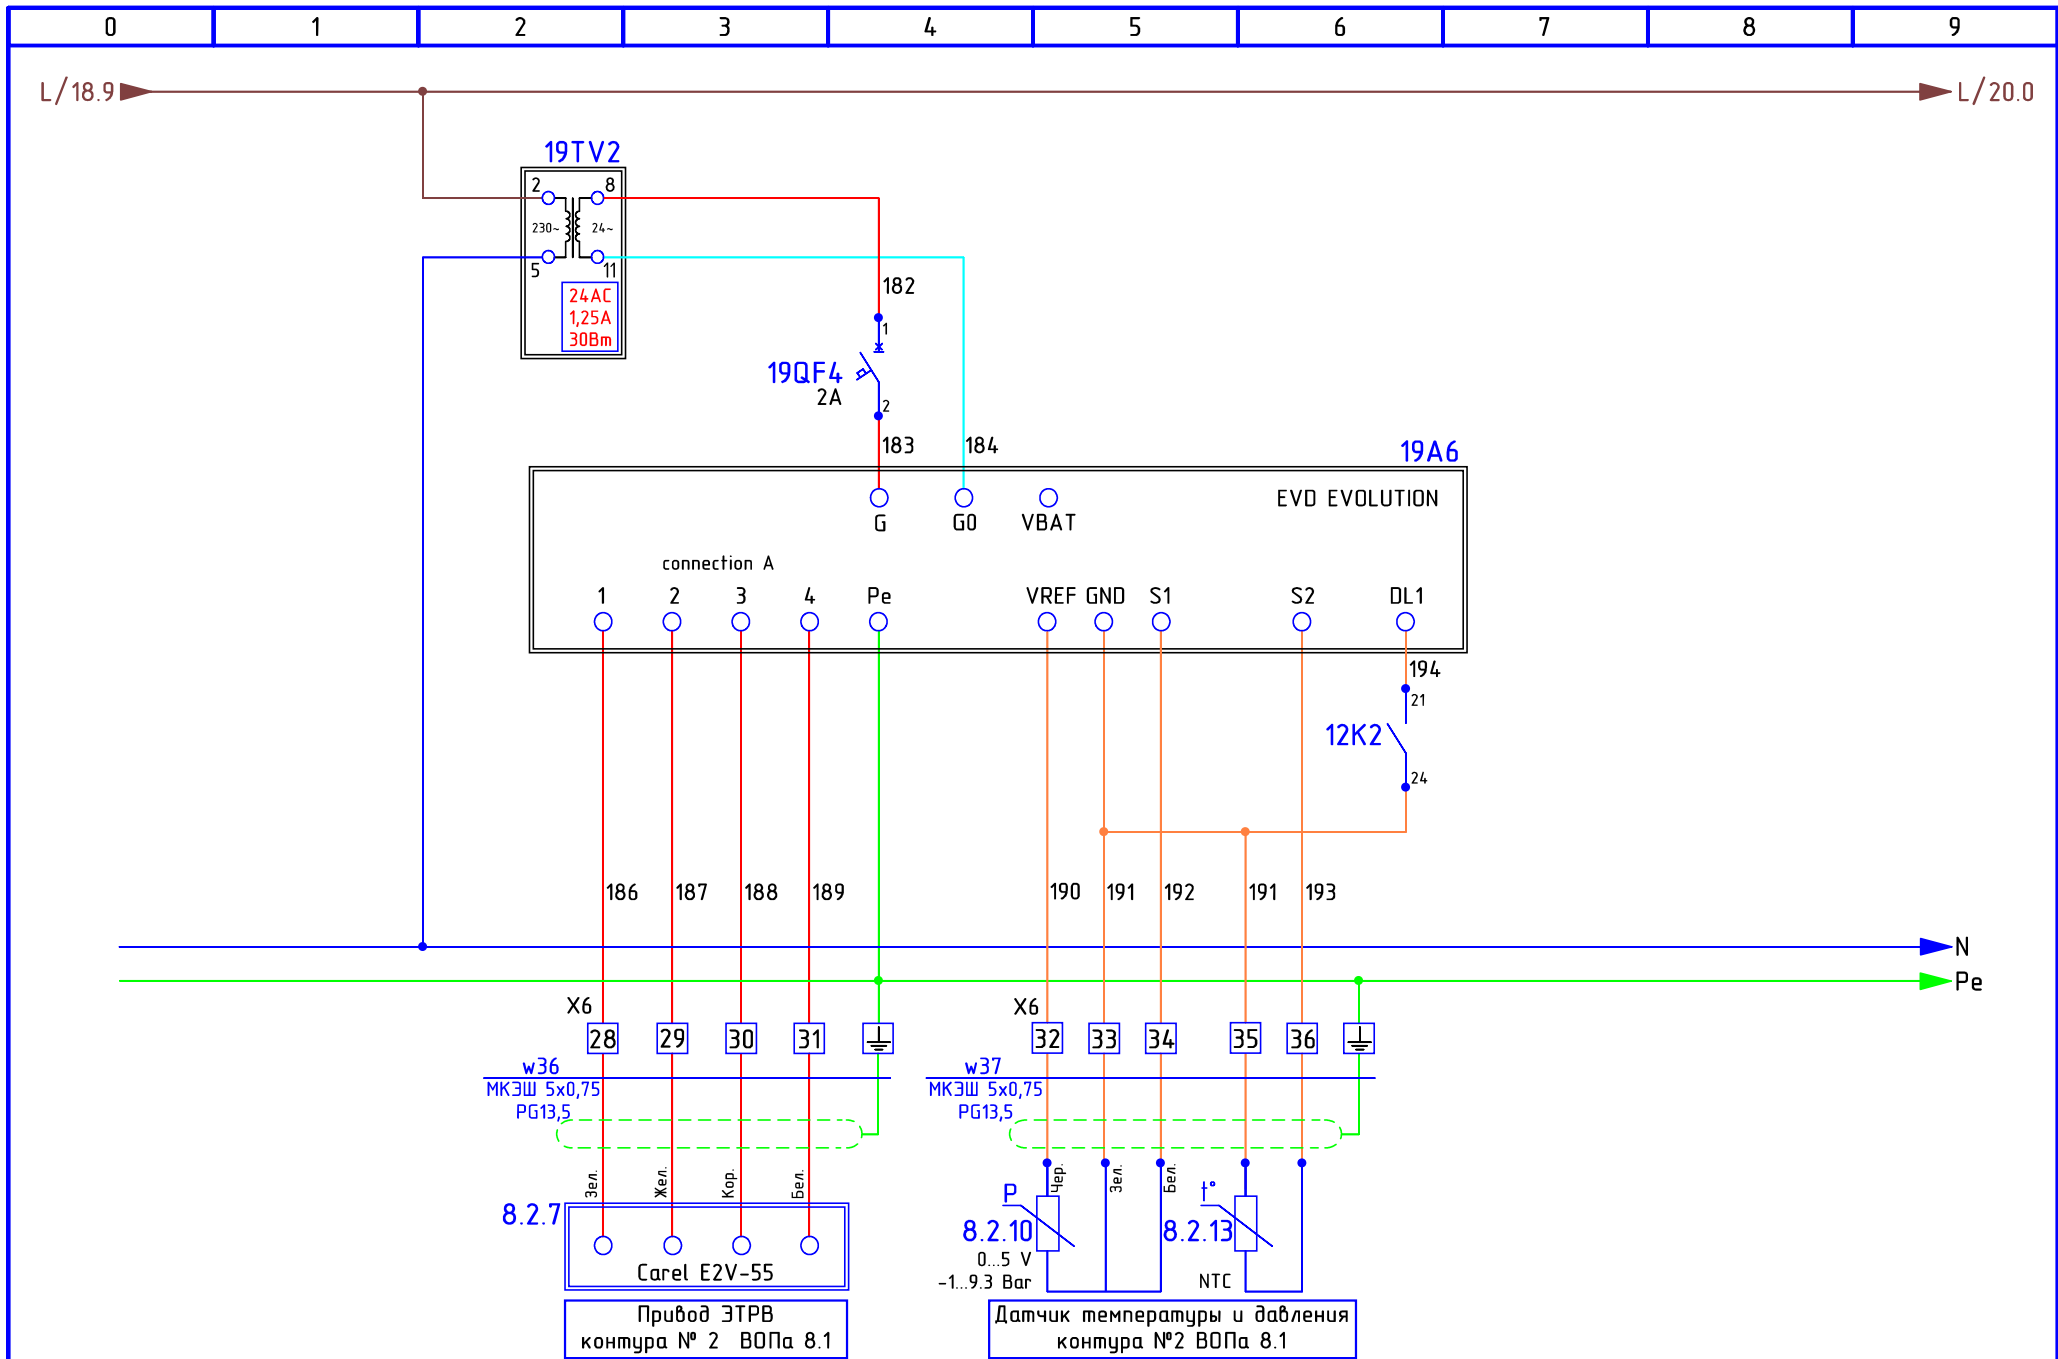 0 1 2 3 4 5 6 7 8 9
L/18.9 L/20.0
19TV2
2 8
230~ 24~
5 11
24AC
1,25A
30Вт
182
1
19QF4
2A
2
183 184
19A6
EVD EVOLUTION
G G0 VBAT
connection A
1 2 3 4 Pe VREF GND S1 S2 DL1
194
21
12K2
24
186 187 188 189 190 191 192 191 193
N
Pe
X6 X6
28 29 30 31 32 33 34 35 36
w36 w37
МКЭШ 5х0,75 МКЭШ 5х0,75
PG13,5 PG13,5
Зел. Жел. Кор. Бел. Чер. Зел. Бел.
P t°
8.2.7 8.2.10 8.2.13
0...5 V
Carel E2V-55 -1...9.3 Bar NTC
Привод ЭТРВ Датчик температуры и давления
контура № 2 ВОПа 8.1 контура №2 ВОПа 8.1